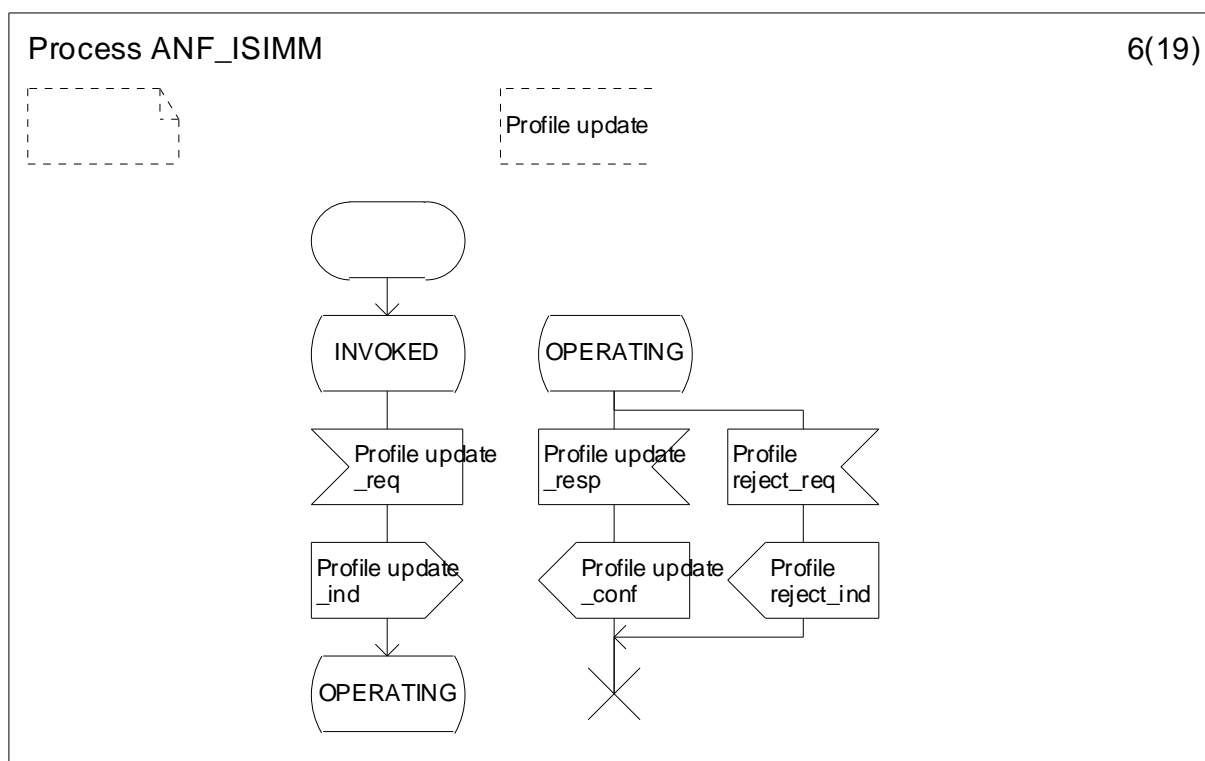 Process ANF_ISIMM
6(19)
Profile update
INVOKED
OPERATING
Profile update
_req
Profile update
_resp
Profile
reject_req
Profile update
_ind
Profile update
_conf
Profile
reject_ind
OPERATING